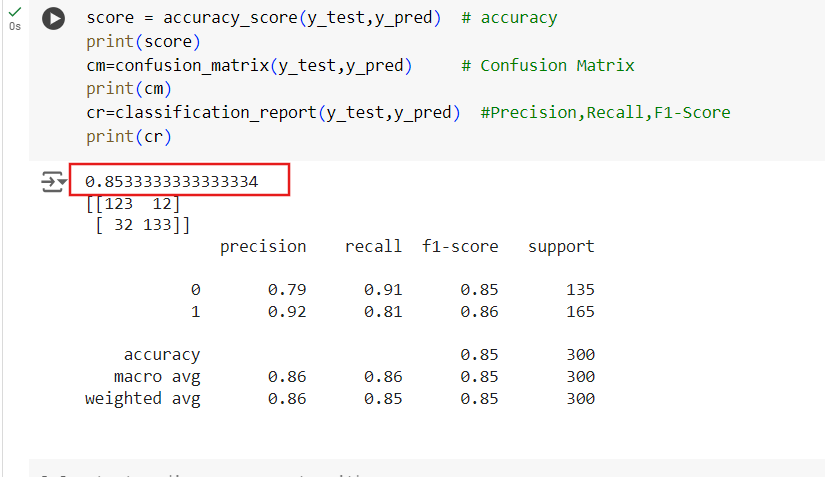 0s
score = accuracy_score(y_test,y_pred)  # accuracy
print(score)
cm=confusion_matrix(y_test,y_pred)     # Confusion Matrix
print(cm)
cr=classification_report(y_test,y_pred)  #Precision,Recall,F1-Score
print(cr)
0.8533333333333334
[[123  12]
 [ 32 133]]
              precision    recall  f1-score   support
           0       0.79      0.91      0.85       135
           1       0.92      0.81      0.86       165
    accuracy                           0.85       300
   macro avg       0.86      0.86      0.85       300
weighted avg       0.86      0.85      0.85       300